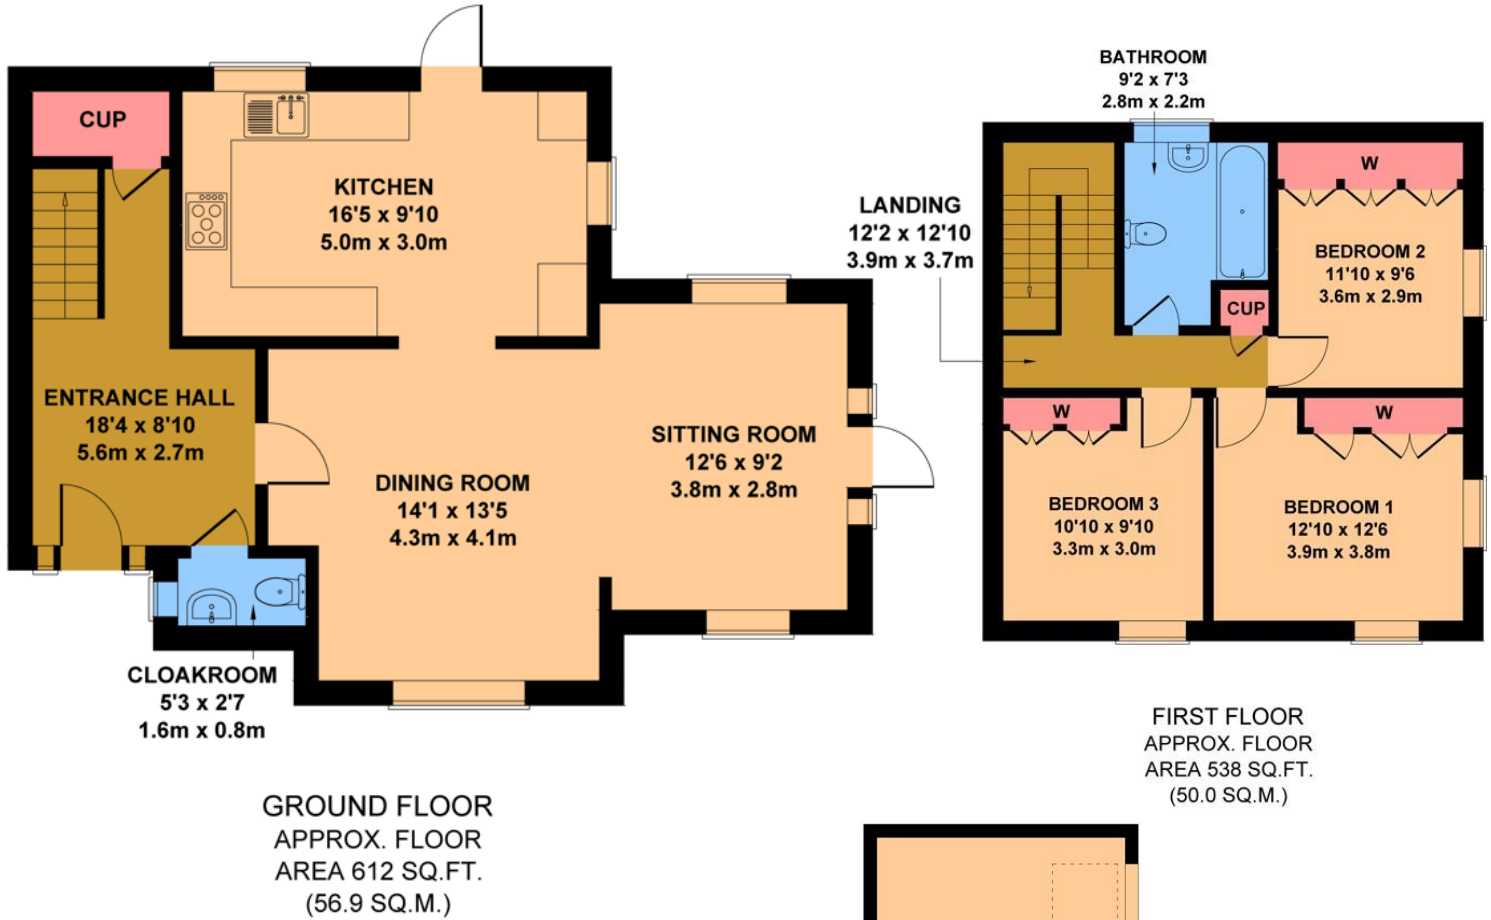 CUP
KITCHEN
16'5 x 9'10
5.0m x 3.0m
ENTRANCE HALL
18'4 x 8'10
5.6m x 2.7m
DINING ROOM
14'1 x 13'5
4.3m x 4.1m
SITTING ROOM
12'6 x 9'2
3.8m x 2.8m
CLOAKROOM
5'3 x 2'7
1.6m x 0.8m
GROUND FLOOR
APPROX. FLOOR
AREA 612 SQ.FT.
(56.9 SQ.M.)
BATHROOM
9'2 x 7'3
2.8m x 2.2m
LANDING
12'2 x 12'10
3.9m x 3.7m
W
BEDROOM 2
11'10 x 9'6
3.6m x 2.9m
CUP
W
W
BEDROOM 3
10'10 x 9'10
3.3m x 3.0m
BEDROOM 1
12'10 x 12'6
3.9m x 3.8m
FIRST FLOOR
APPROX. FLOOR
AREA 538 SQ.FT.
(50.0 SQ.M.)